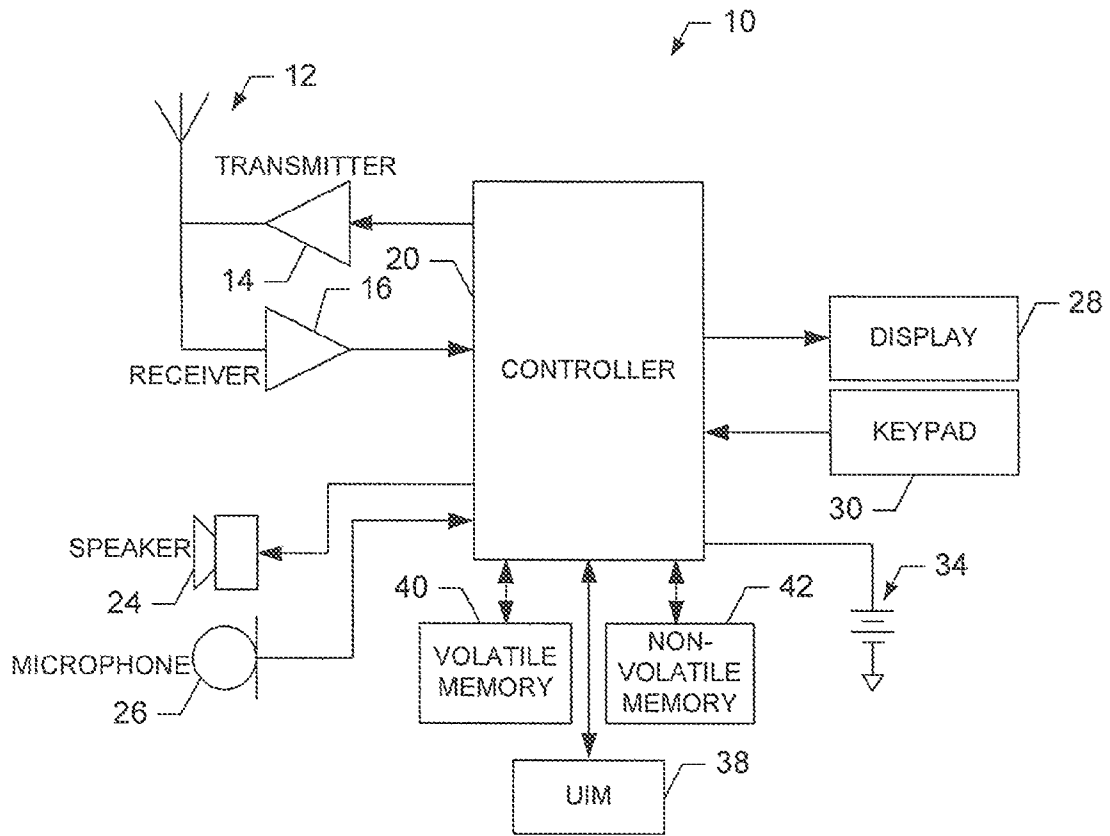 10
12
TRANSMITTER
14
20
16
RECEIVER
CONTROLLER
DISPLAY
28
KEYPAD
30
SPEAKER
24
MICROPHONE
26
40
VOLATILE
MEMORY
42
NON-
VOLATILE
MEMORY
34
UIM
38